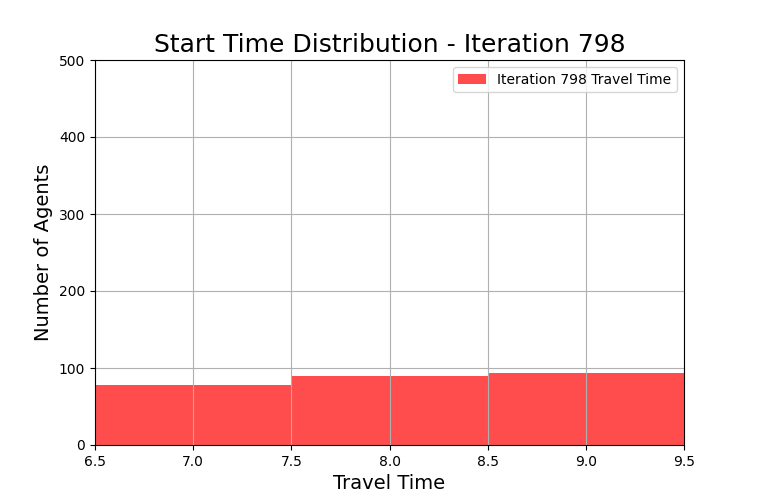 Start Time Distribution - Iteration 798
Iteration 798 Travel Time
Number of Agents
500
400
300
200
100
0
6.5 7.0 7.5 8.0 8.5 9.0 9.5
Travel Time